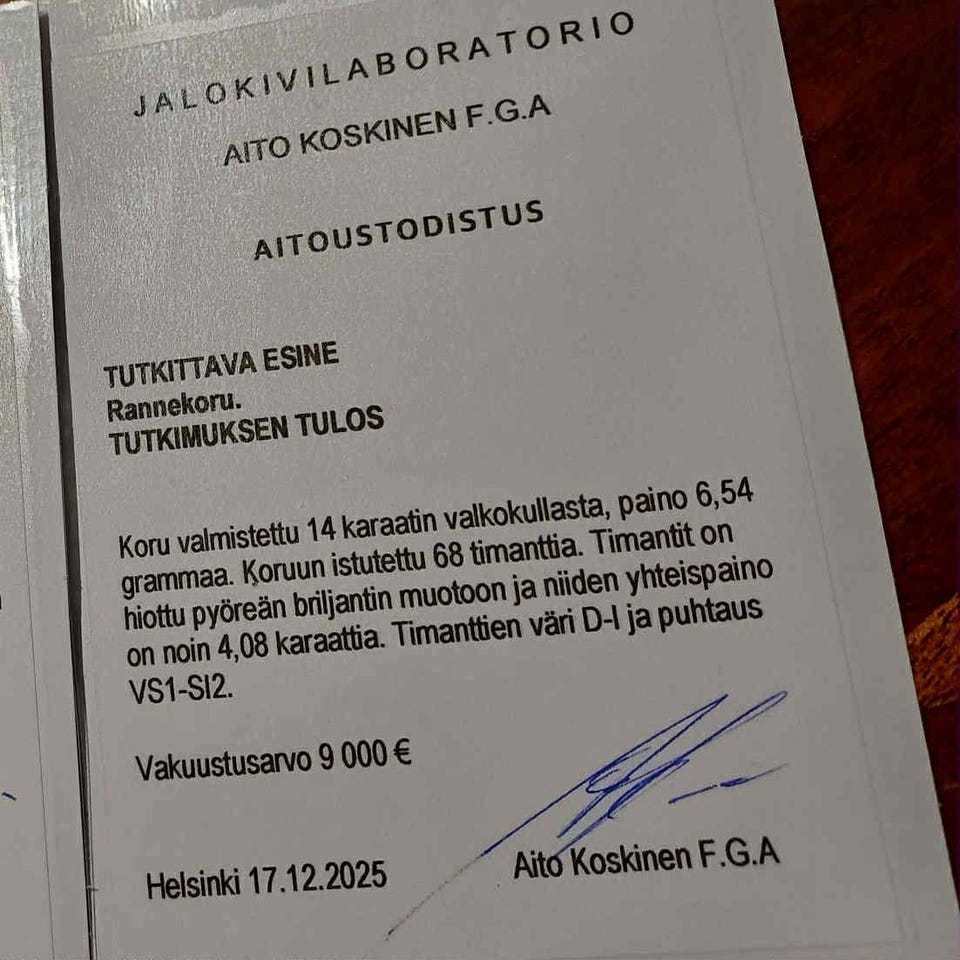 JALOKIVILABORATORIO
AITO KOSKINEN F.G.A
AITOUSTODISTUS
TUTKITTAVA ESINE
Rannekoru.
TUTKIMUKSEN TULOS
Koru valmistettu 14 karaatin valkokullasta, paino 6,54
grammaa. Koruun istutettu 68 timanttia. Timantit on
hiottu pyöreän briljantin muotoon ja niiden yhteispaino
on noin 4,08 karaattia. Timanttien väri D-I ja puhtaus
VS1-SI2.
Vakuustusarvo 9 000 €
Helsinki 17.12.2025
Aito Koskinen F.G.A